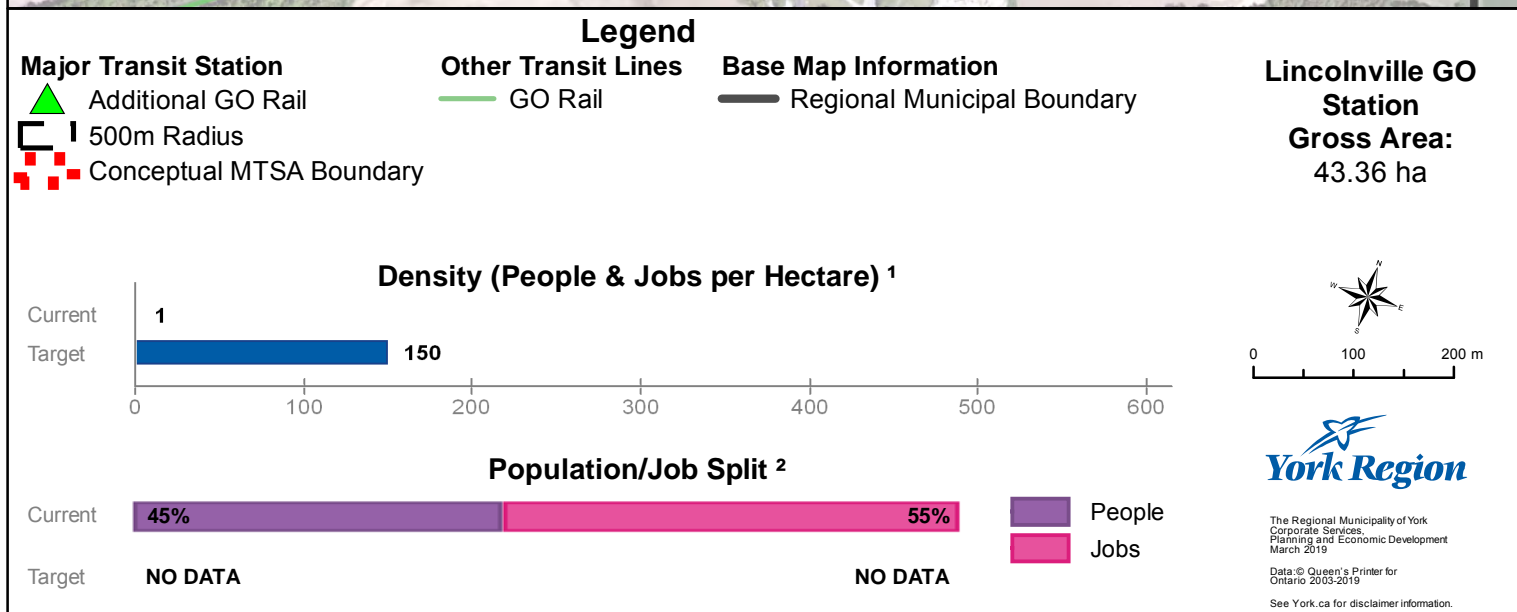 Legend
Major Transit Station
Additional GO Rail
500m Radius
Conceptual MTSA Boundary
Other Transit Lines
GO Rail
Base Map Information
Regional Municipal Boundary
Lincolnville GO
Station
Gross Area:
43.36 ha
Density (People & Jobs per Hectare) ¹
Current
1
Target
150
0 100 200 300 400 500 600
N
W
E
S
0 100 200 m
Population/Job Split ²
Current
45% 55%
Target
NO DATA NO DATA
People
Jobs
York Region
The Regional Municipality of York
Corporate Services,
Planning and Economic Development
March 2019
Data:© Queen's Printer for
Ontario 2003-2019
See York.ca for disclaimer information.